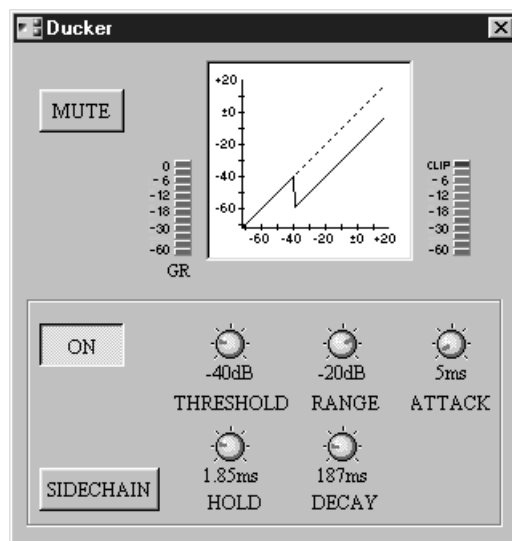 Ducker
MUTE
+20
±0
-20
-40
-60
-60 -40 -20 ±0 +20
0
-6
-12
-18
-30
-60
GR
CLIP
-6
-12
-18
-30
-60
ON
-40dB -20dB 5ms
THRESHOLD RANGE ATTACK
SIDECHAIN
1.85ms 187ms
HOLD DECAY